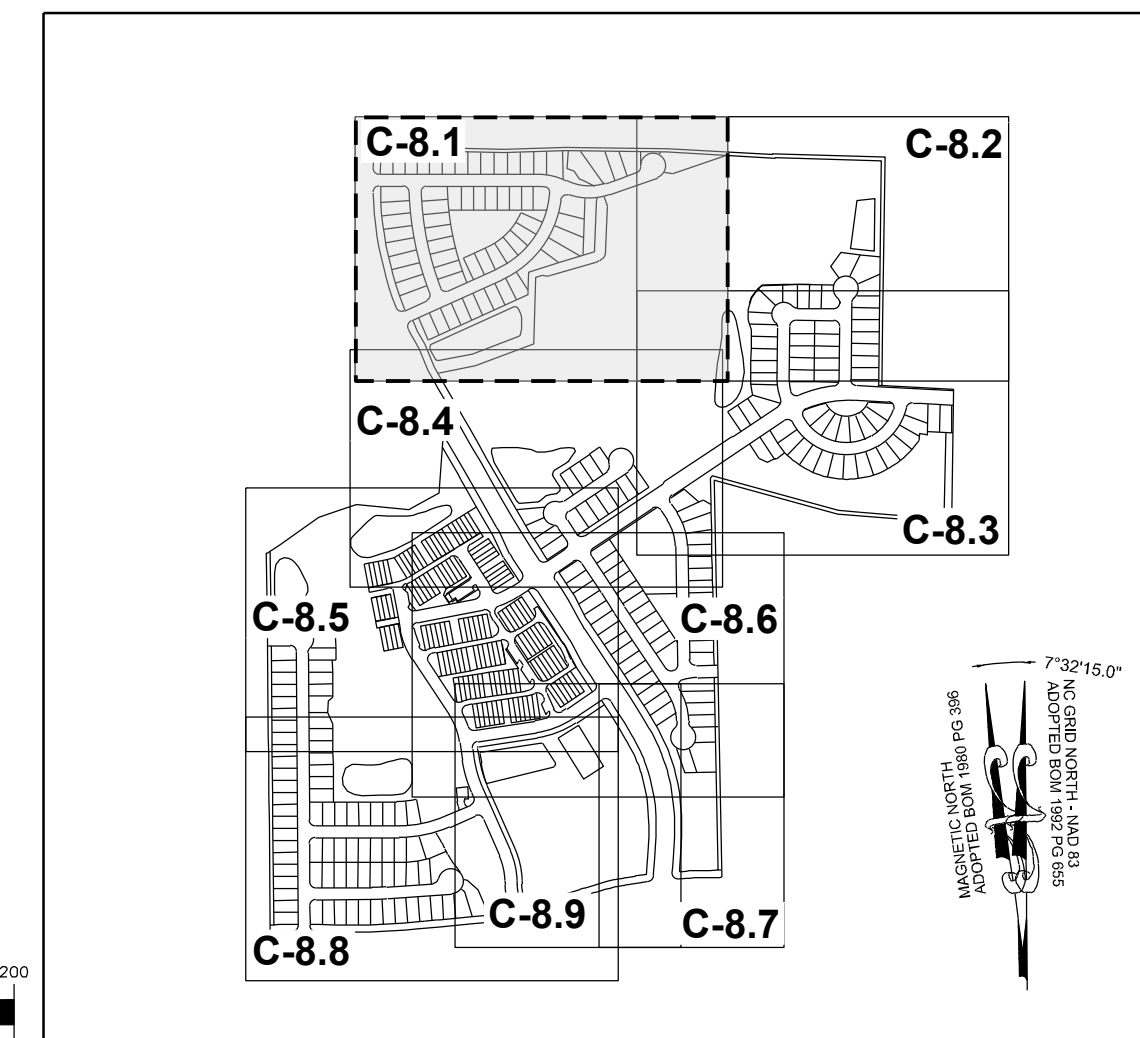 C-8.1
C-8.2
C-8.4
C-8.3
C-8.5
C-8.6
7°32'15.0"
NC GRID NORTH - NAD 83
ADOPTED BOM 1992 PG 655
MAGNETIC NORTH
ADOPTED BOM 1980 PG 396
C-8.9
C-8.7
C-8.8
200